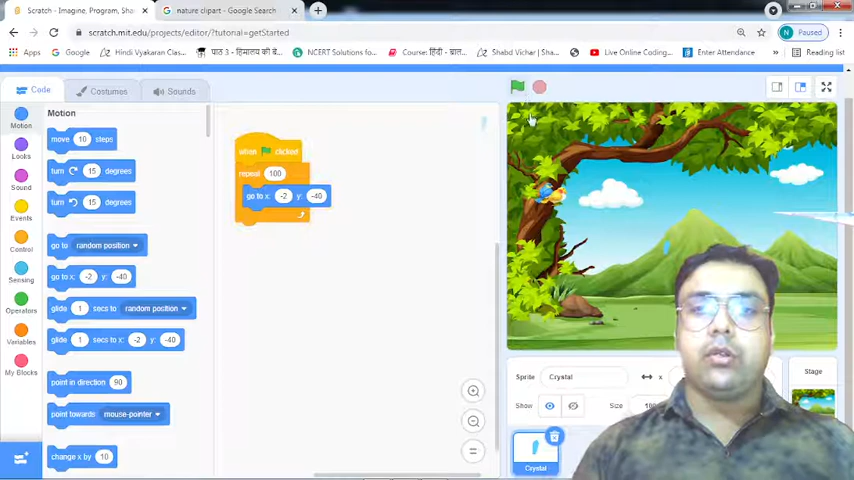 Scratch - Imagine, Program, Sha
nature clipart - Google Search
scratch.mit.edu/projects/editor/?tutorial=getStarted
N Paused
Apps
Google
Hindi Vyakaran Clas
पाठ 3 - हिमालय की बे
NCERT Solutions for
Course: हिंदी - बाल
Shabd Vichar | Sha
Live Online Coding
Enter Attendance
Reading list
Code
Costumes
Sounds
Motion
Looks
Sound
Events
Control
Sensing
Operators
Variables
My Blocks
Motion
move 10 steps
turn 15 degrees
turn 15 degrees
go to random position
go to x: -2 y: -40
glide 1 secs to random position
glide 1 secs to x: -2 y: -40
point in direction 90
point towards mouse-pointer
change x by 10
when clicked
repeat 100
go to x: -2 y: -40
Sprite Crystal x
Show Size 100
Stage
Crystal